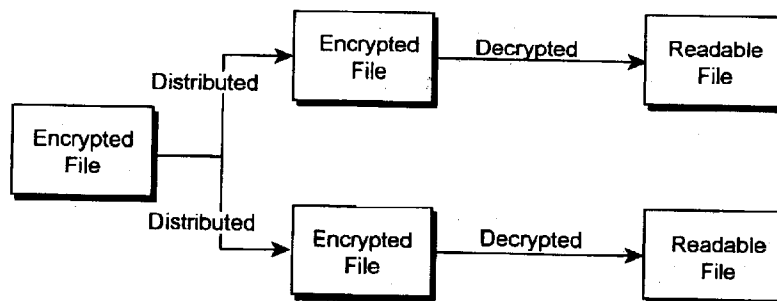 Encrypted
File
Decrypted
Readable
File
Distributed
Encrypted
File
Distributed
Encrypted
File
Decrypted
Readable
File